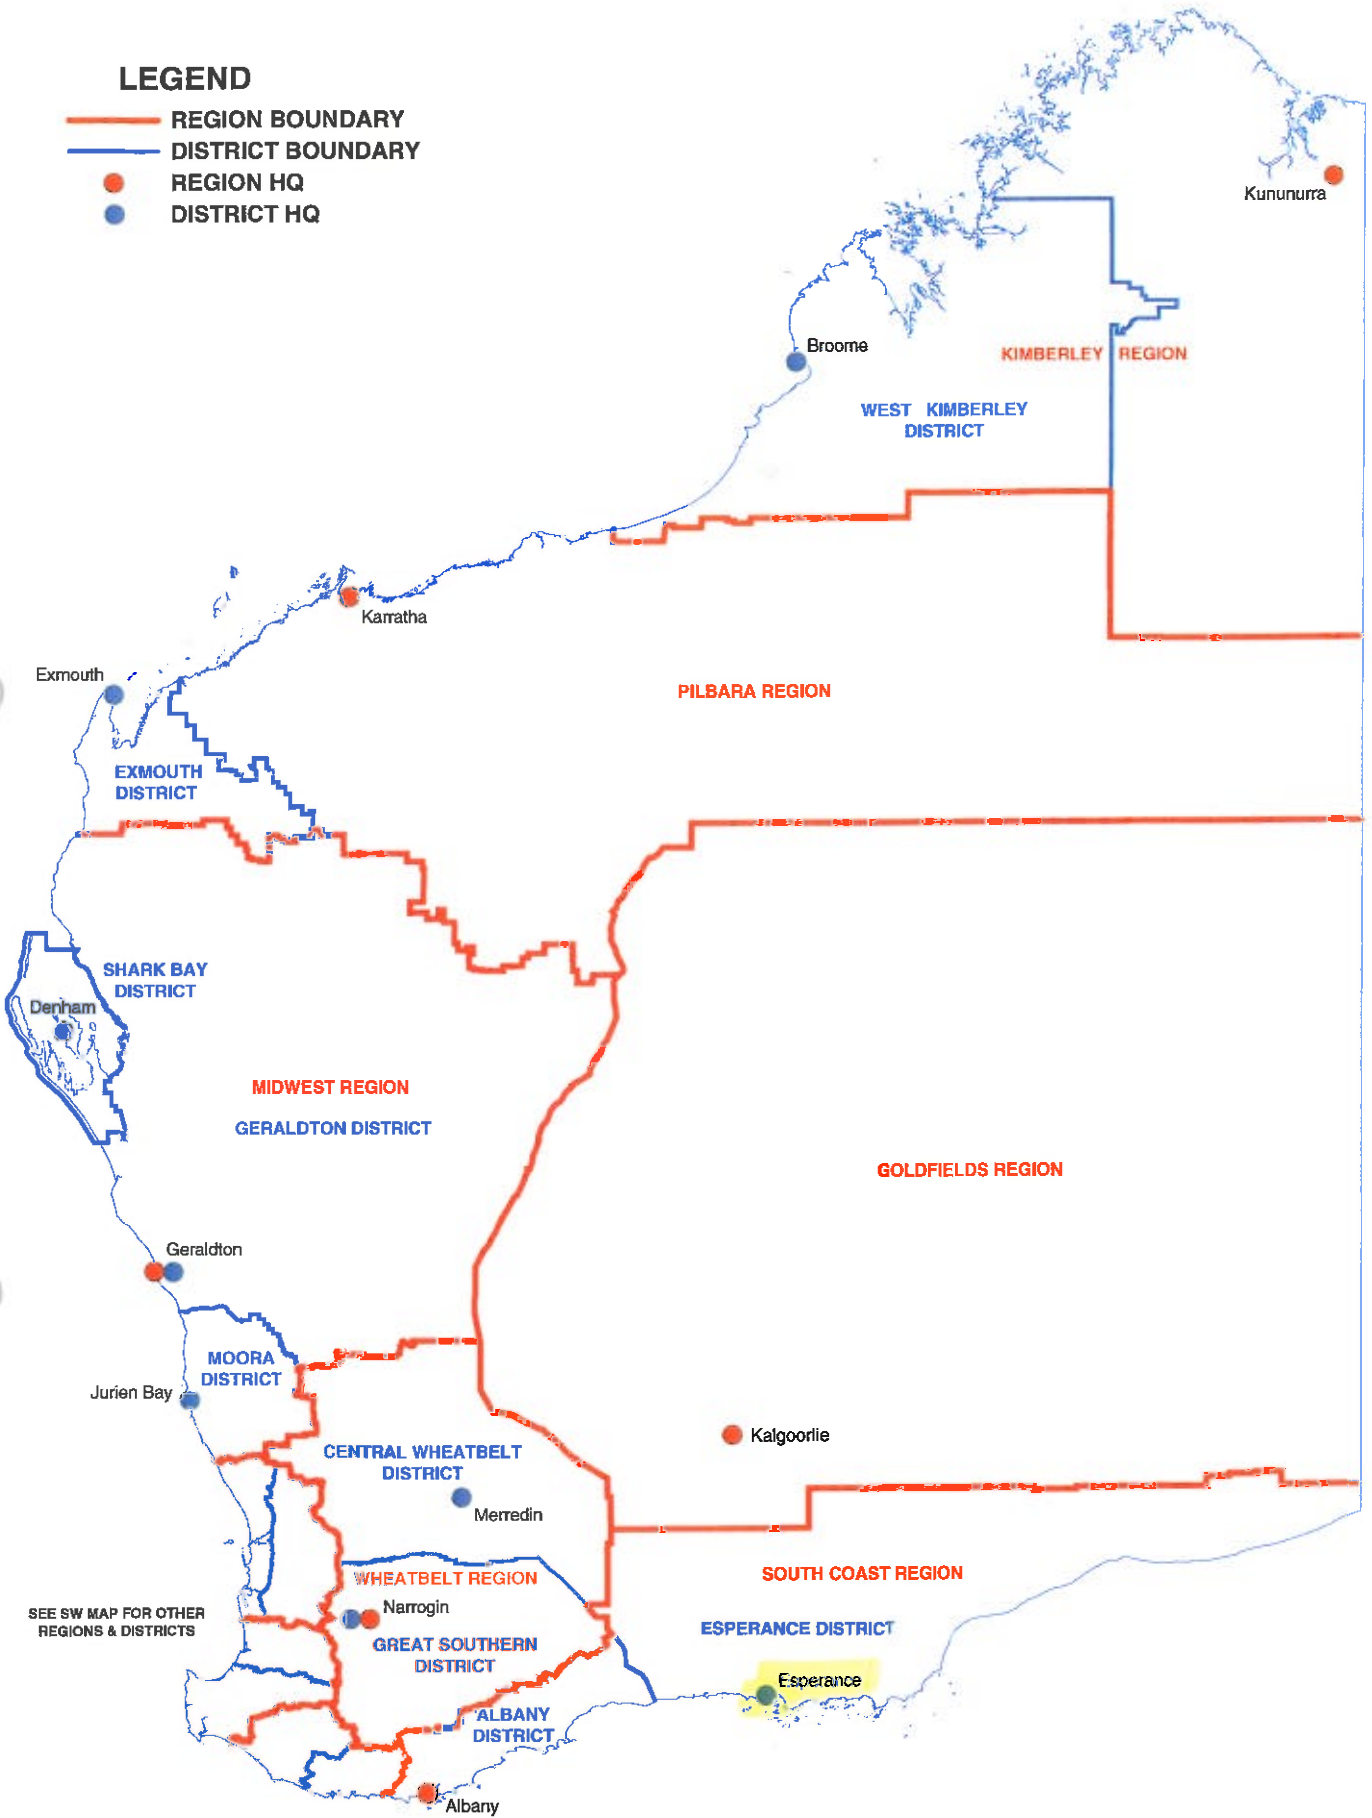 LEGEND
REGION BOUNDARY
DISTRICT BOUNDARY
REGION HQ
DISTRICT HQ
Kununurra
Broome
KIMBERLEY REGION
WEST KIMBERLEY
DISTRICT
Karratha
Exmouth
PILBARA REGION
EXMOUTH
DISTRICT
SHARK BAY
DISTRICT
Denham
MIDWEST REGION
GERALDTON DISTRICT
GOLDFIELDS REGION
Geraldton
MOORA
DISTRICT
Jurien Bay
Kalgoorlie
CENTRAL WHEATBELT
DISTRICT
Merredin
WHEATBELT REGION
SOUTH COAST REGION
SEE SW MAP FOR OTHER
REGIONS & DISTRICTS
Narrogin
GREAT SOUTHERN
DISTRICT
ESPERANCE DISTRICT
Esperance
ALBANY
DISTRICT
Albany